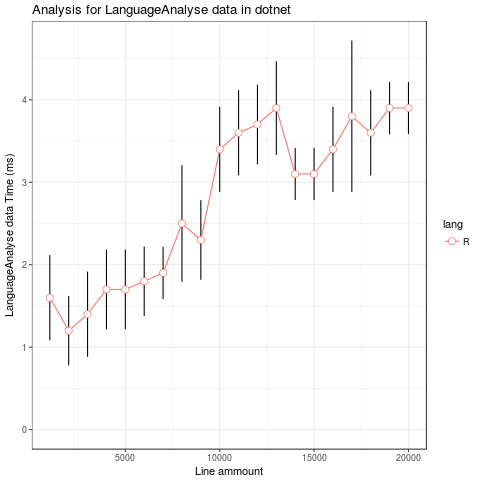 Analysis for LanguageAnalyse data in dotnet
LanguageAnalyse data Time (ms)
4
3
2
1
0
5000 10000 15000 20000
Line ammount
lang
R